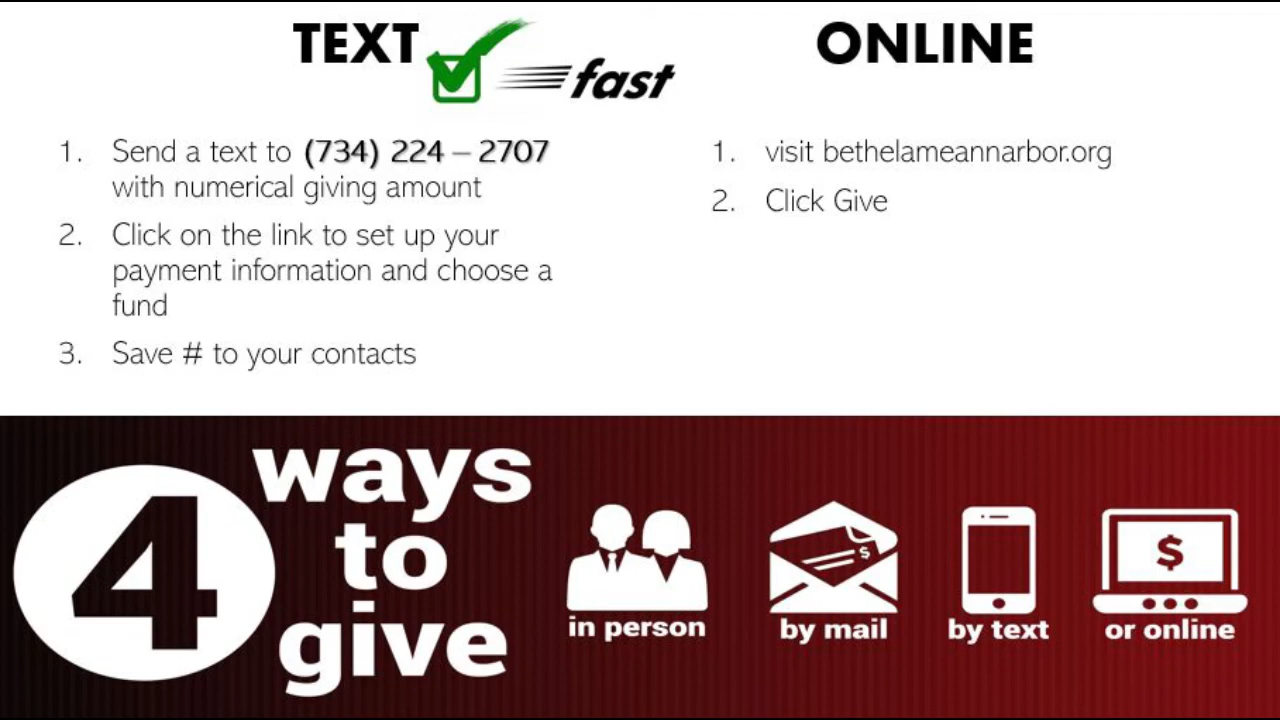 TEXT
fast
1. Send a text to (734) 224 – 2707
with numerical giving amount
2. Click on the link to set up your
payment information and choose a
fund
3. Save # to your contacts
ONLINE
1. visit bethelameannarbor.org
2. Click Give
4
ways
to
give
in person
$
by mail
by text
$
or online